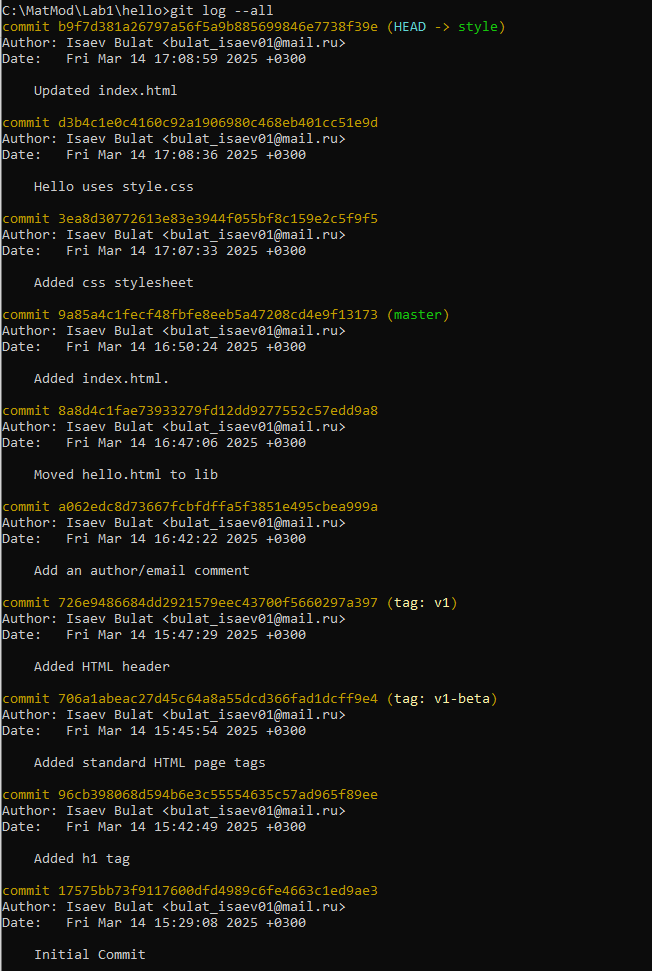 C:\MatMod\Lab1\hello>git log --all
commit b9f7d381a26797a56f5a9b885699846e7738f39e (HEAD -> style)
Author: Isaev Bulat <bulat_isaev01@mail.ru>
Date:   Fri Mar 14 17:08:59 2025 +0300
    Updated index.html
commit d3b4c1e0c4160c92a1906980c468eb401cc51e9d
Author: Isaev Bulat <bulat_isaev01@mail.ru>
Date:   Fri Mar 14 17:08:36 2025 +0300
    Hello uses style.css
commit 3ea8d30772613e83e3944f055bf8c159e2c5f9f5
Author: Isaev Bulat <bulat_isaev01@mail.ru>
Date:   Fri Mar 14 17:07:33 2025 +0300
    Added css stylesheet
commit 9a85a4c1fecf48fbfe8eeb5a47208cd4e9f13173 (master)
Author: Isaev Bulat <bulat_isaev01@mail.ru>
Date:   Fri Mar 14 16:50:24 2025 +0300
    Added index.html.
commit 8a8d4c1fae73933279fd12dd9277552c57edd9a8
Author: Isaev Bulat <bulat_isaev01@mail.ru>
Date:   Fri Mar 14 16:47:06 2025 +0300
    Moved hello.html to lib
commit a062edc8d73667fcbfdffa5f3851e495cbea999a
Author: Isaev Bulat <bulat_isaev01@mail.ru>
Date:   Fri Mar 14 16:42:22 2025 +0300
    Add an author/email comment
commit 726e9486684dd2921579eec43700f5660297a397 (tag: v1)
Author: Isaev Bulat <bulat_isaev01@mail.ru>
Date:   Fri Mar 14 15:47:29 2025 +0300
    Added HTML header
commit 706a1abeac27d45c64a8a55dcd366fad1dcff9e4 (tag: v1-beta)
Author: Isaev Bulat <bulat_isaev01@mail.ru>
Date:   Fri Mar 14 15:45:54 2025 +0300
    Added standard HTML page tags
commit 96cb398068d594b6e3c55554635c57ad965f89ee
Author: Isaev Bulat <bulat_isaev01@mail.ru>
Date:   Fri Mar 14 15:42:49 2025 +0300
    Added h1 tag
commit 17575bb73f9117600dfd4989c6fe4663c1ed9ae3
Author: Isaev Bulat <bulat_isaev01@mail.ru>
Date:   Fri Mar 14 15:29:08 2025 +0300
    Initial Commit